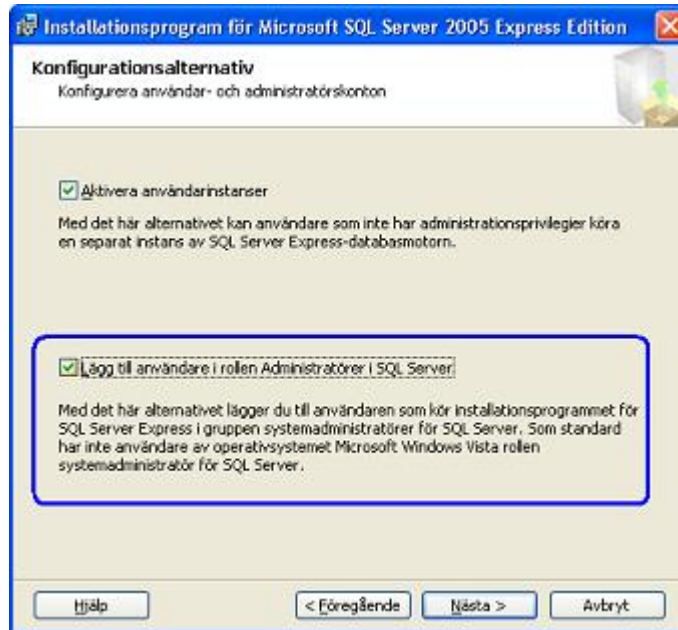 Installationsprogram för Microsoft SQL Server 2005 Express Edition
Konfigurationsalternativ
Konfigurera användar- och administratörskonton
Aktivera användarinstanser
Med det här alternativet kan användare som inte har administrationsprivilegier köra
en separat instans av SQL Server Express-databasmotorn.
Lägg till användare i rollen Administratörer i SQL Server
Med det här alternativet lägger du till användaren som kör installationsprogrammet för
SQL Server Express i gruppen systemadministratörer för SQL Server. Som standard
har inte användare av operativsystemet Microsoft Windows Vista rollen
systemadministratör för SQL Server.
Hjälp
< Föregående
Nästa >
Avbryt